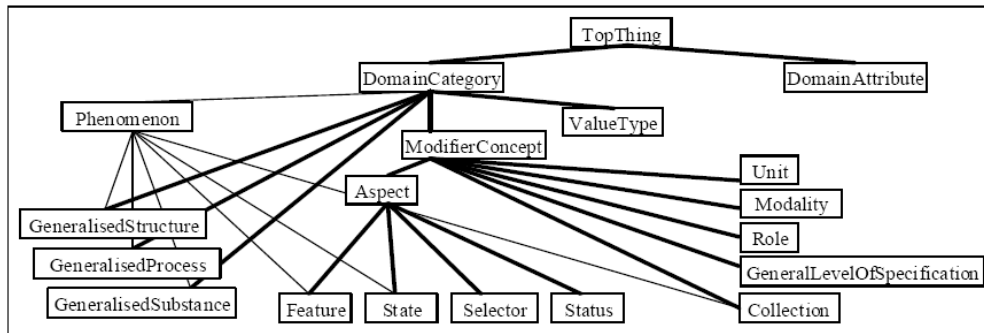 TopThing
DomainCategory
DomainAttribute
Phenomenon
ValueType
ModifierConcept
Unit
Aspect
Modality
GeneralisedStructure
Role
GeneralisedProcess
GeneralLevelOfSpecification
GeneralisedSubstance
Feature
State
Selector
Status
Collection